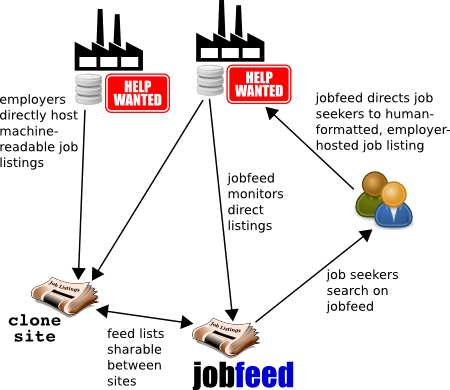 HELP
WANTED
HELP
WANTED
employers
directly host
machine-
readable job
listings
jobfeed directs job
seekers to human-
formatted, employer-
hosted job listing
jobfeed
monitors
direct
listings
job seekers
search on
jobfeed
Job Listings
clone
site
feed lists
sharable
between
sites
Job Listings
jobfeed